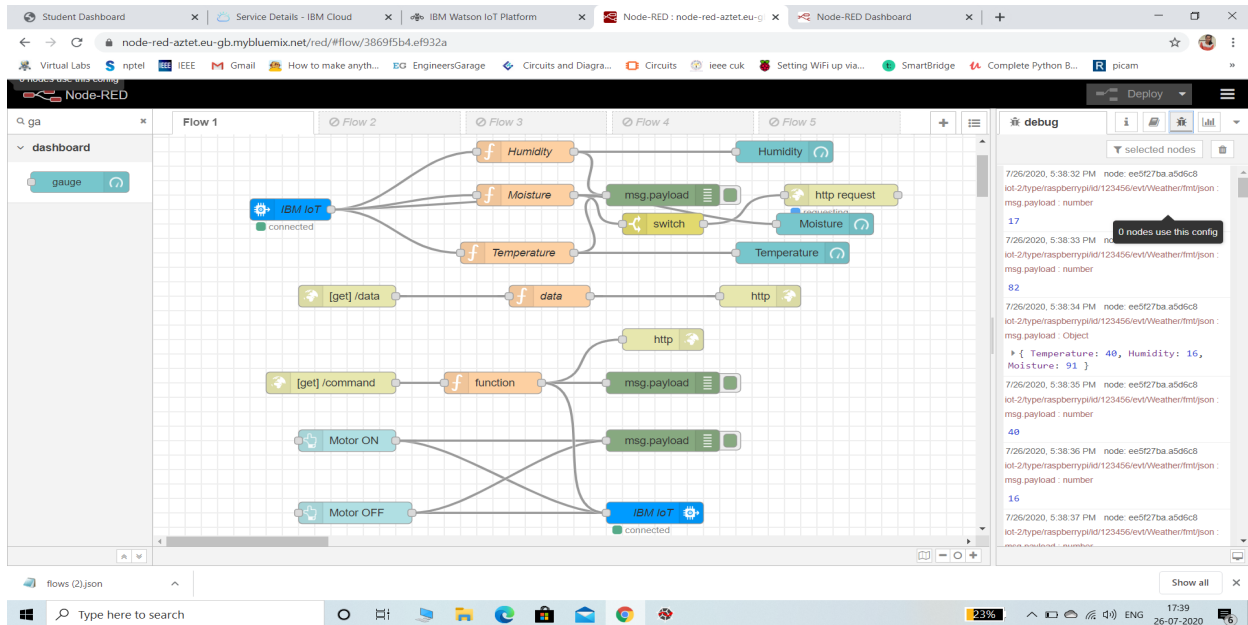 Student Dashboard
Service Details - IBM Cloud
IBM Watson IoT Platform
Node-RED : node-red-aztet.eu-g
Node-RED Dashboard
node-red-aztet.eu-gb.mybluemix.net/red/#flow/3869f5b4.ef932a
Virtual Labs
nptel
IEEE
Gmail
How to make anyth...
EG EngineersGarage
Circuits and Diagra...
Circuits
ieee cuk
Setting WiFi up via...
SmartBridge
Complete Python B...
picam
0 nodes use this config
Node-RED
Deploy
ga
Flow 1
Flow 2
Flow 3
Flow 4
Flow 5
debug
dashboard
gauge
selected nodes
Humidity
Humidity
Moisture
msg.payload
http request
requesting
IBM IoT
connected
switch
Moisture
Temperature
Temperature
[get] /data
data
http
http
[get] /command
function
msg.payload
Motor ON
msg.payload
Motor OFF
IBM IoT
connected
7/26/2020, 5:38:32 PM node: ee5f27ba.a5d6c8
iot-2/type/raspberrypi/id/123456/evt/Weather/fmt/json :
msg.payload : number
17
0 nodes use this config
7/26/2020, 5:38:33 PM
iot-2/type/raspberrypi/id/123456/evt/Weather/fmt/json :
msg.payload : number
82
7/26/2020, 5:38:34 PM node: ee5f27ba.a5d6c8
iot-2/type/raspberrypi/id/123456/evt/Weather/fmt/json :
msg.payload : Object
{ Temperature: 40, Humidity: 16,
Moisture: 91 }
7/26/2020, 5:38:35 PM node: ee5f27ba.a5d6c8
iot-2/type/raspberrypi/id/123456/evt/Weather/fmt/json :
msg.payload : number
40
7/26/2020, 5:38:36 PM node: ee5f27ba.a5d6c8
iot-2/type/raspberrypi/id/123456/evt/Weather/fmt/json :
msg.payload : number
16
7/26/2020, 5:38:37 PM node: ee5f27ba.a5d6c8
iot-2/type/raspberrypi/id/123456/evt/Weather/fmt/json :
msg.payload : number
flows (2).json
Show all
Type here to search
23%
ENG
17:39
26-07-2020
6